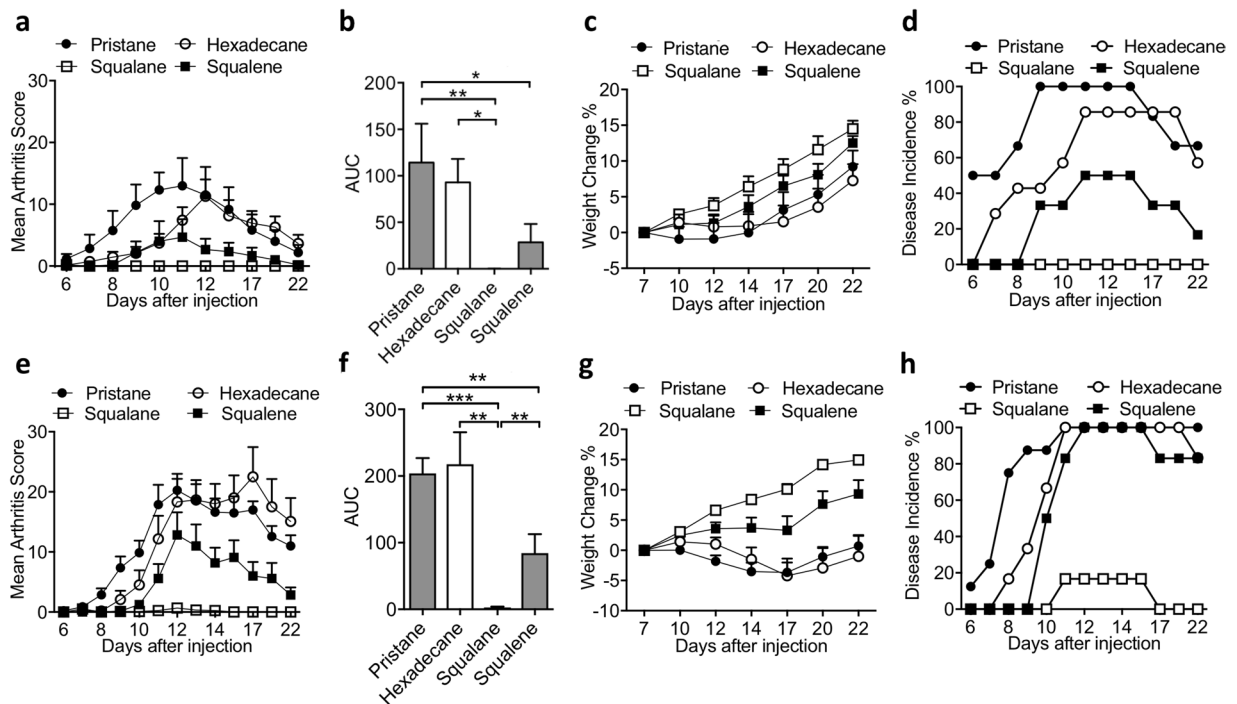 a
Pristane Hexadecane
Squalane Squalene
30
20
10
0
Mean Arthritis Score
6 8 10 12 17 22
Days after injection
b
200
150
100
50
0
AUC
*
**
*
Pristane
Hexadecane
Squalane
Squalene
c
Pristane Hexadecane
Squalane Squalene
20
15
10
5
0
-5
Weight Change %
7 10 12 14 17 20 22
Days after injection
d
Pristane Hexadecane
Squalane Squalene
100
80
60
40
20
0
Disease Incidence %
6 8 10 12 17 22
Days after injection
e
Pristane Hexadecane
Squalane Squalene
30
20
10
0
Mean Arthritis Score
6 8 10 12 14 17 22
Days after injection
f
300
200
100
0
AUC
**
***
** **
Pristane
Hexadecane
Squalane
Squalene
g
Pristane Hexadecane
Squalane Squalene
20
15
10
5
0
-5
-10
Weight Change %
7 10 12 14 17 20 22
Days after injection
h
Pristane Hexadecane
Squalane Squalene
100
80
60
40
20
0
Disease Incidence %
6 8 10 12 14 17 22
Days after injection